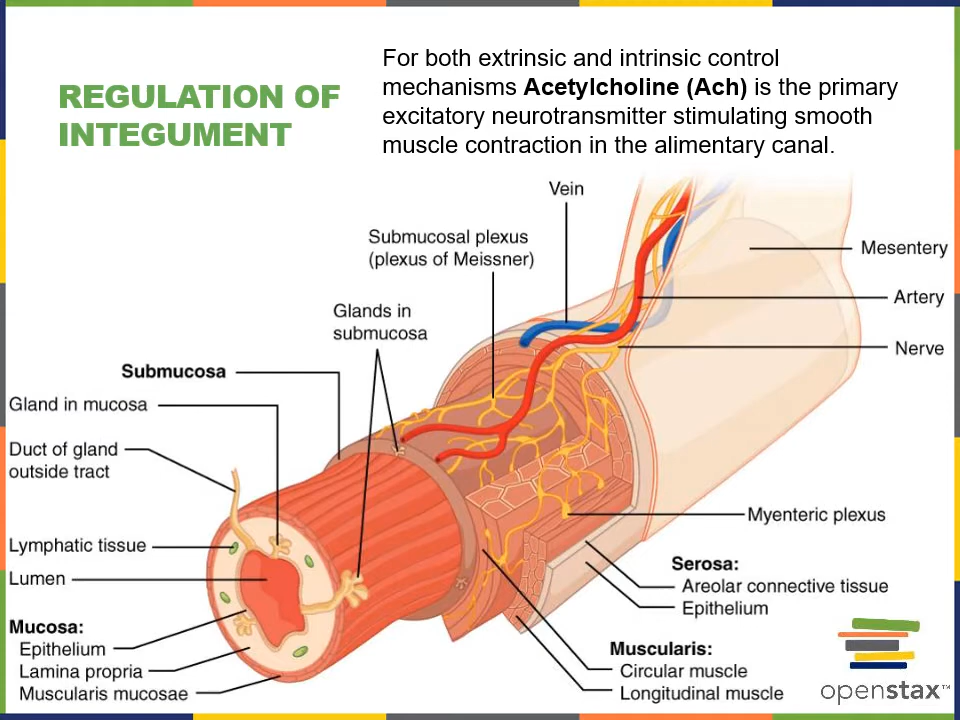 REGULATION OF
INTEGUMENT
For both extrinsic and intrinsic control
mechanisms Acetylcholine (Ach) is the primary
excitatory neurotransmitter stimulating smooth
muscle contraction in the alimentary canal.
Vein
Submucosal plexus
(plexus of Meissner)
Glands in
submucosa
Submucosa
Gland in mucosa
Duct of gland
outside tract
Lymphatic tissue
Lumen
Mucosa:
Epithelium
Lamina propria
Muscularis mucosae
Mesentery
Artery
Nerve
Myenteric plexus
Serosa:
Areolar connective tissue
Epithelium
Muscularis:
Circular muscle
Longitudinal muscle
openstax™